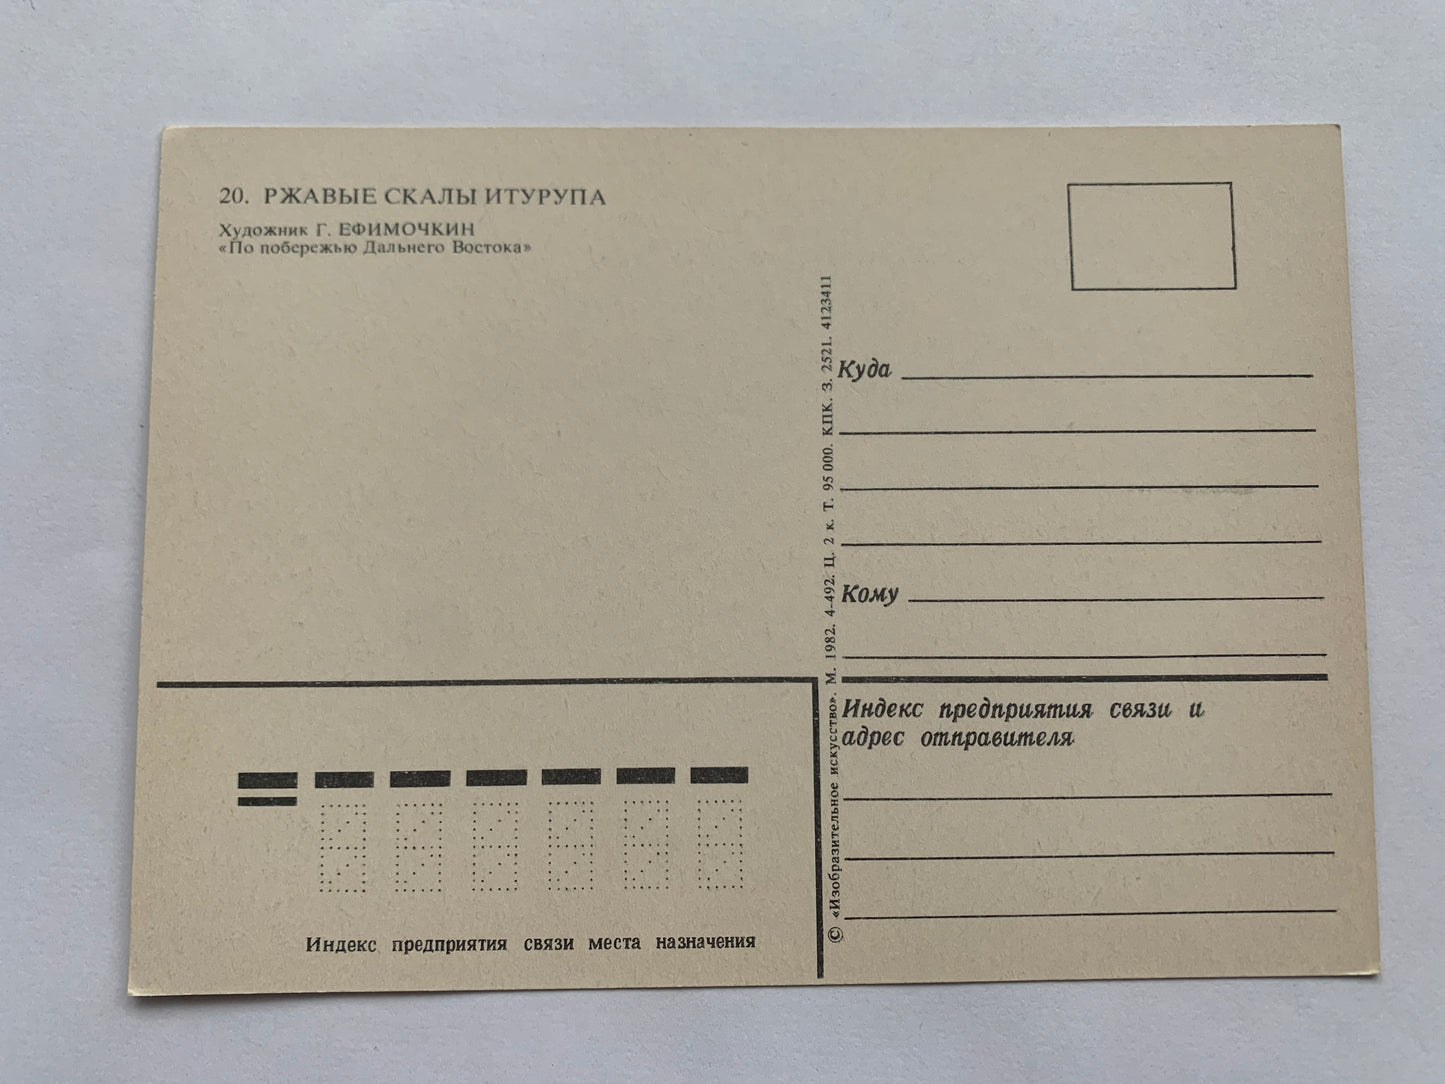 20. РЖАВЫЕ СКАЛЫ ИТУРУПА
Художник Г. ЕФИМОЧКИН
«По побережью Дальнего Востока»
© «Изобразительное искусство». М. 1982. 4-492. Ц. 2 к. Т. 95 000. КПК. З. 2521. 4123411
Куда
Кому
Индекс предприятия связи и
адрес отправителя
Индекс предприятия связи места назначения